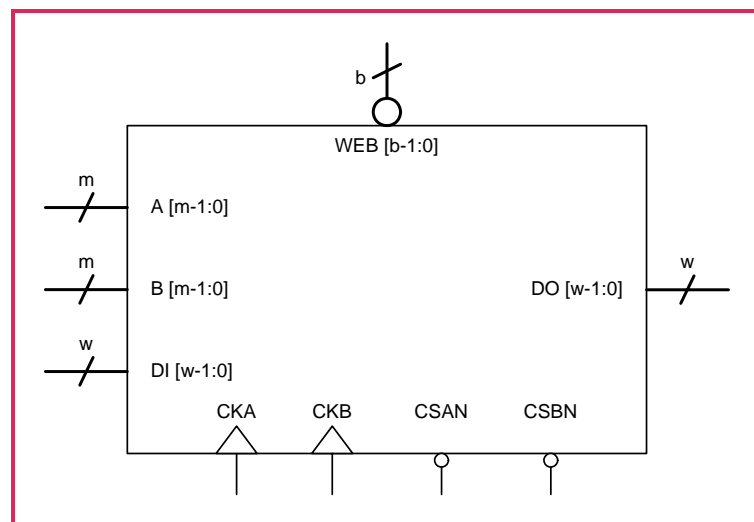 b
WEB [b-1:0]
m
A [m-1:0]
m
B [m-1:0]
w
DO [w-1:0]
w
DI [w-1:0]
CKA CKB CSAN CSBN